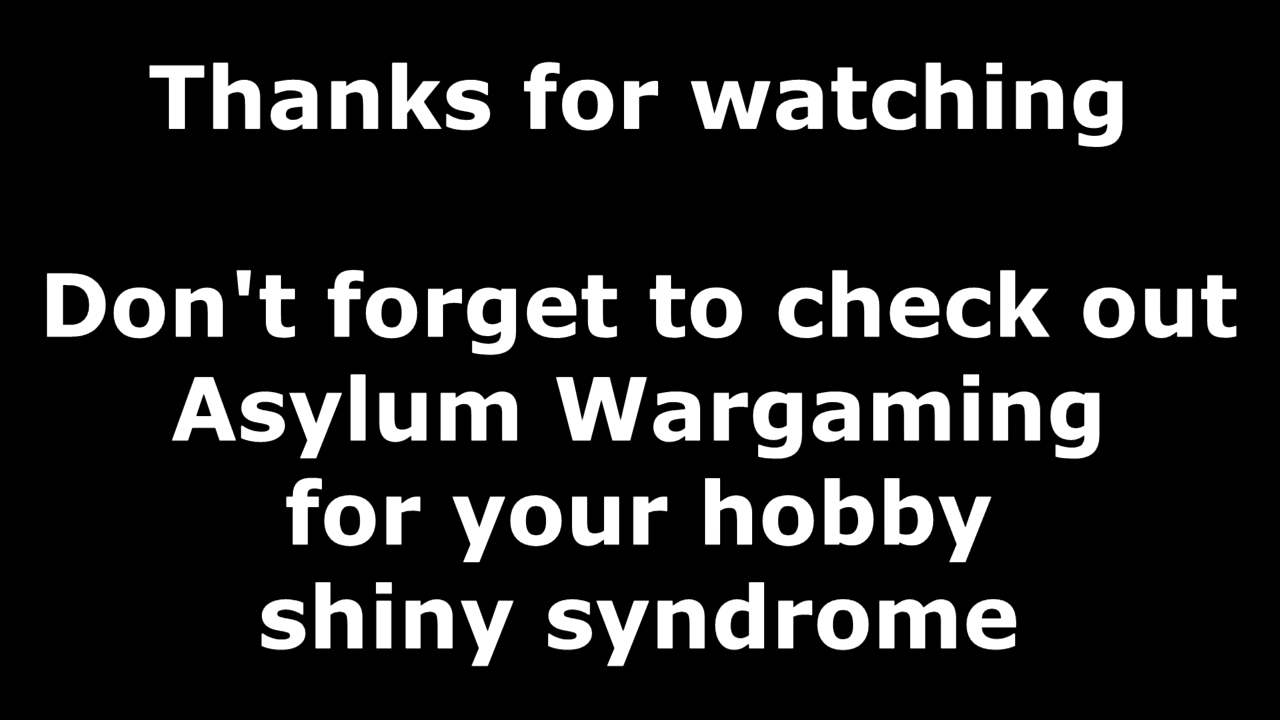 Thanks for watching
Don't forget to check out
Asylum Wargaming
for your hobby
shiny syndrome